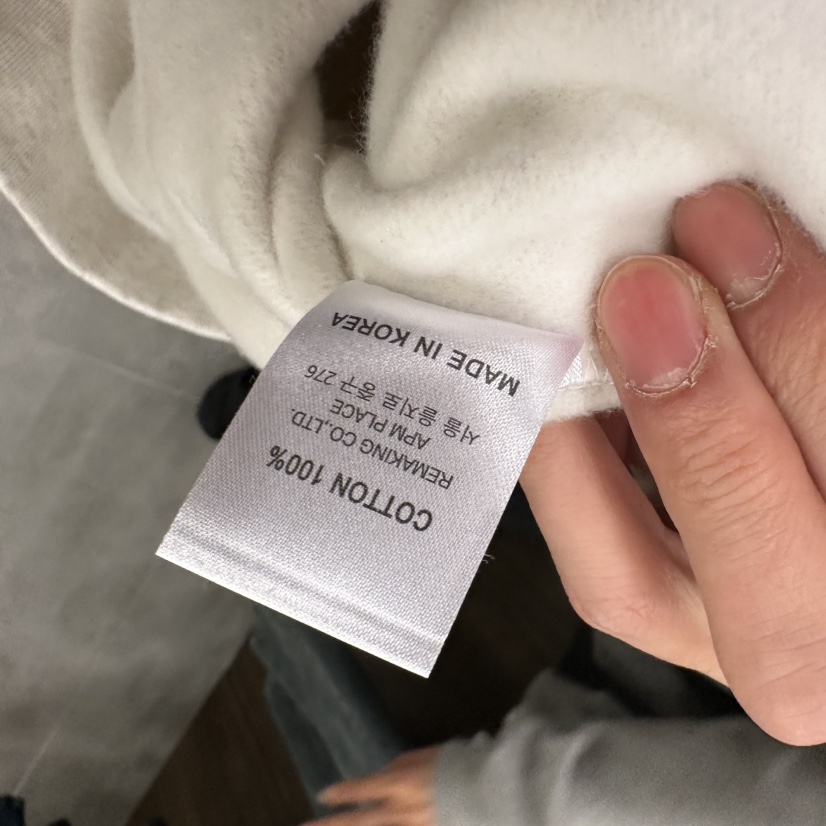 COTTON 100%
REMAKING CO,.LTD.
APM PLACE
서울 을지로 중구 276
MADE IN KOREA